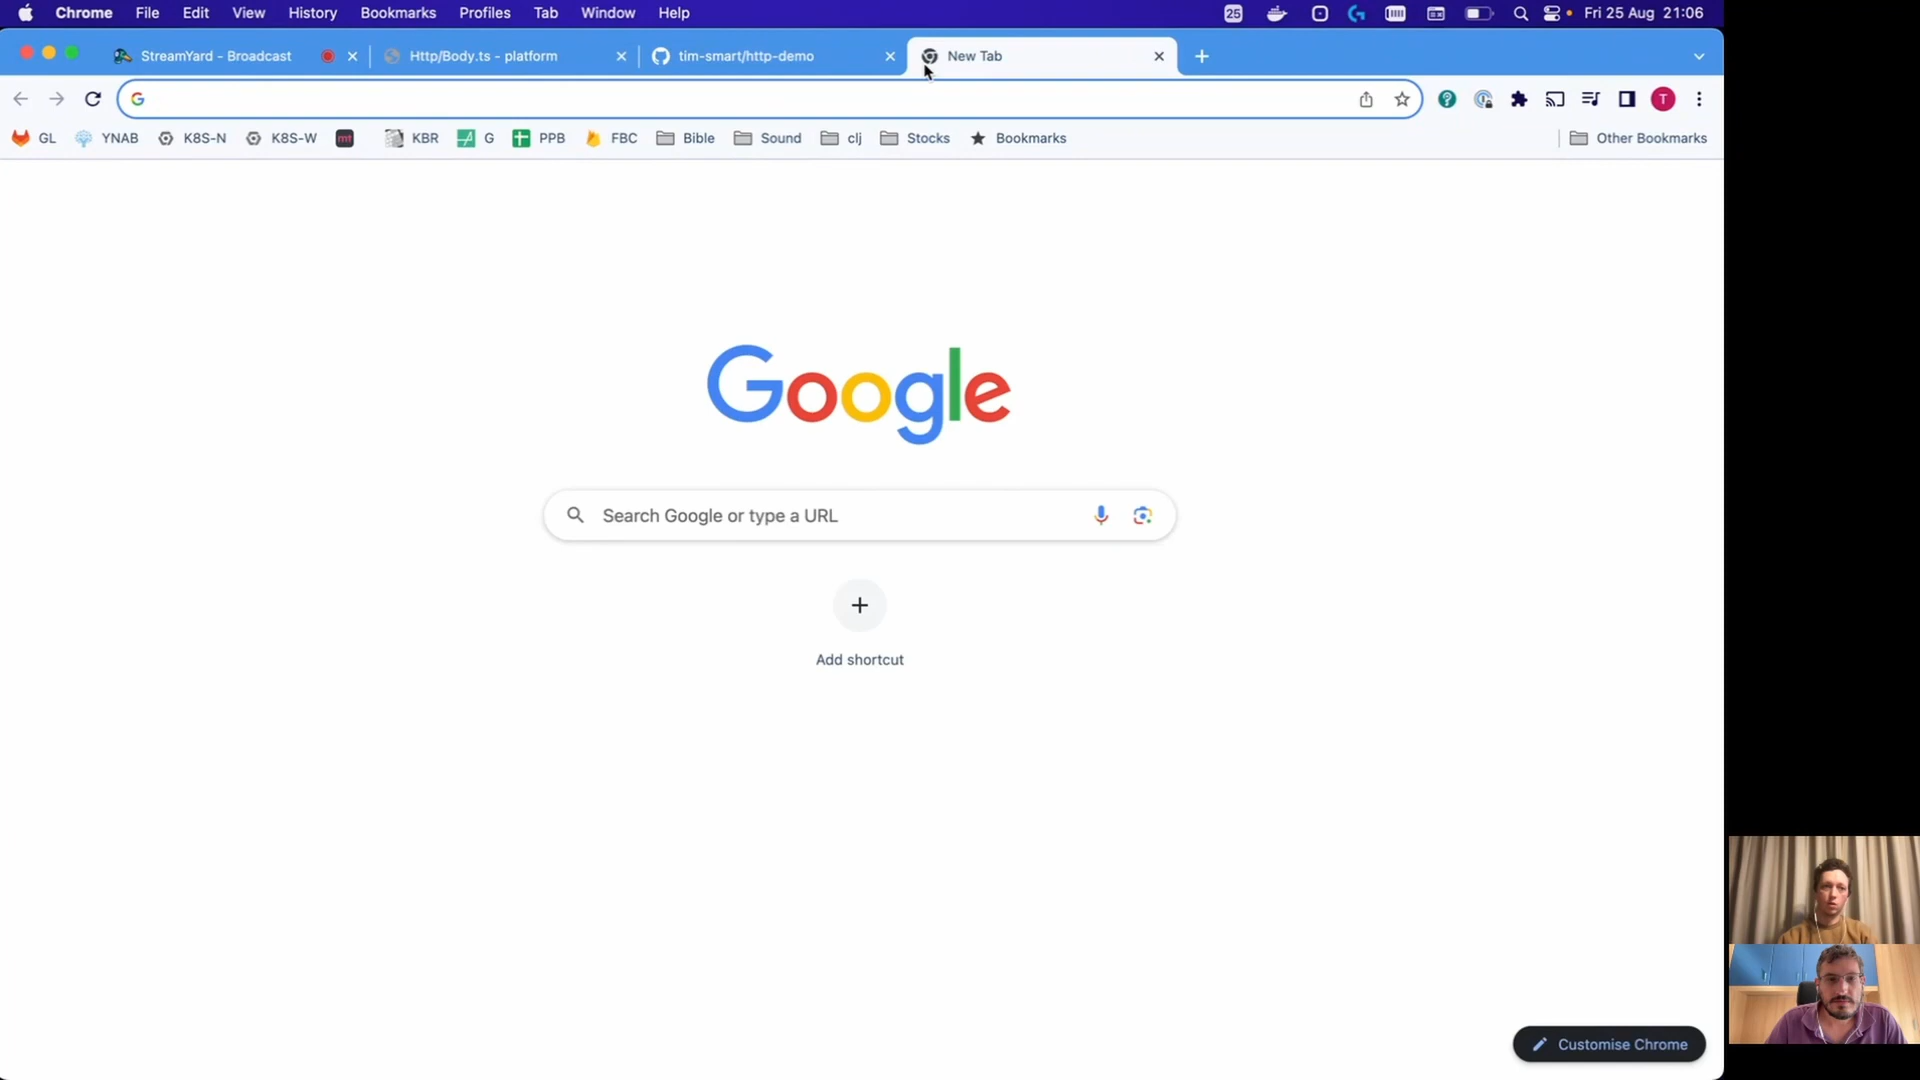 Chrome File Edit View History Bookmarks Profiles Tab Window Help 25 Fri 25 Aug 21:06
StreamYard - Broadcast Http/Body.ts - platform tim-smart/http-demo New Tab
G T
GL YNAB K8S-N K8S-W mt KBR G PPB FBC Bible Sound clj Stocks Bookmarks Other Bookmarks
Google
Search Google or type a URL
Add shortcut
Customise Chrome